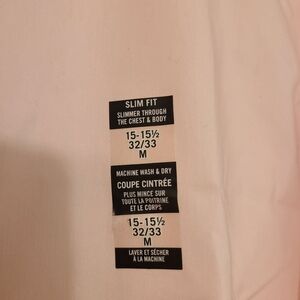 SLIM FIT
SLIMMER THROUGH
THE CHEST & BODY
15-15½
32/33
M
MACHINE WASH & DRY
COUPE CINTRÉE
PLUS MINCE SUR
TOUTE LA POITRINE
ET LE CORPS
15-15½
32/33
M
LAVER ET SÉCHER
À LA MACHINE